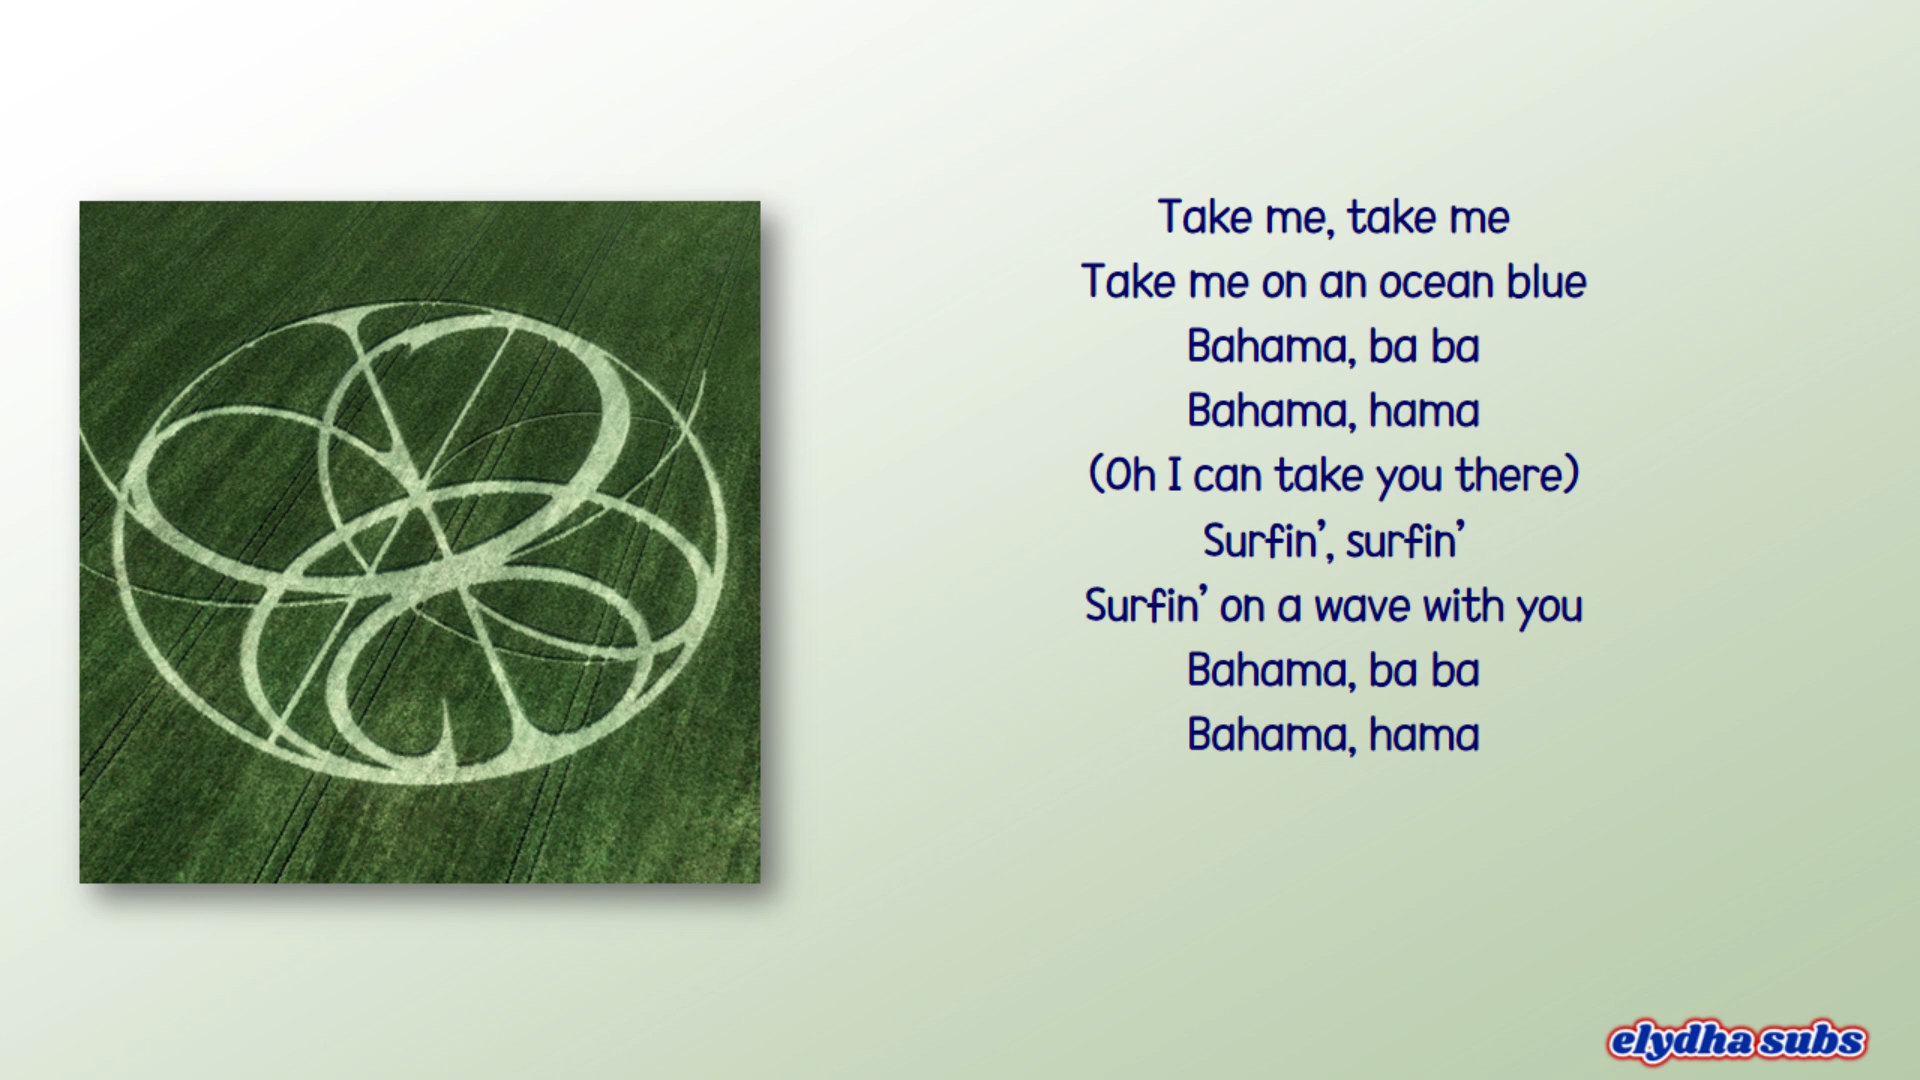 Take me, take me
Take me on an ocean blue
Bahama, ba ba
Bahama, hama
(Oh I can take you there)
Surfin’, surfin’
Surfin’ on a wave with you
Bahama, ba ba
Bahama, hama
elydha subs